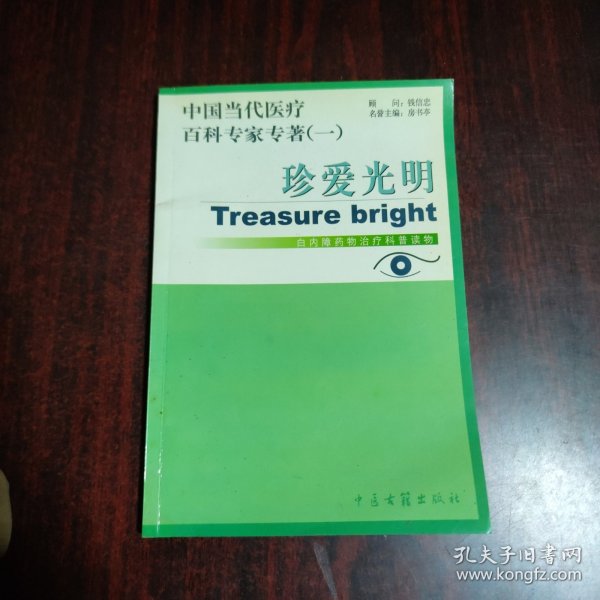 中国当代医疗
百科专家专著(一)
顾 问：钱信忠
名誉主编：房书亭
珍爱光明
Treasure bright
白内障药物治疗科普读物
中医古籍出版社
孔夫子旧书网
www.kongfz.com